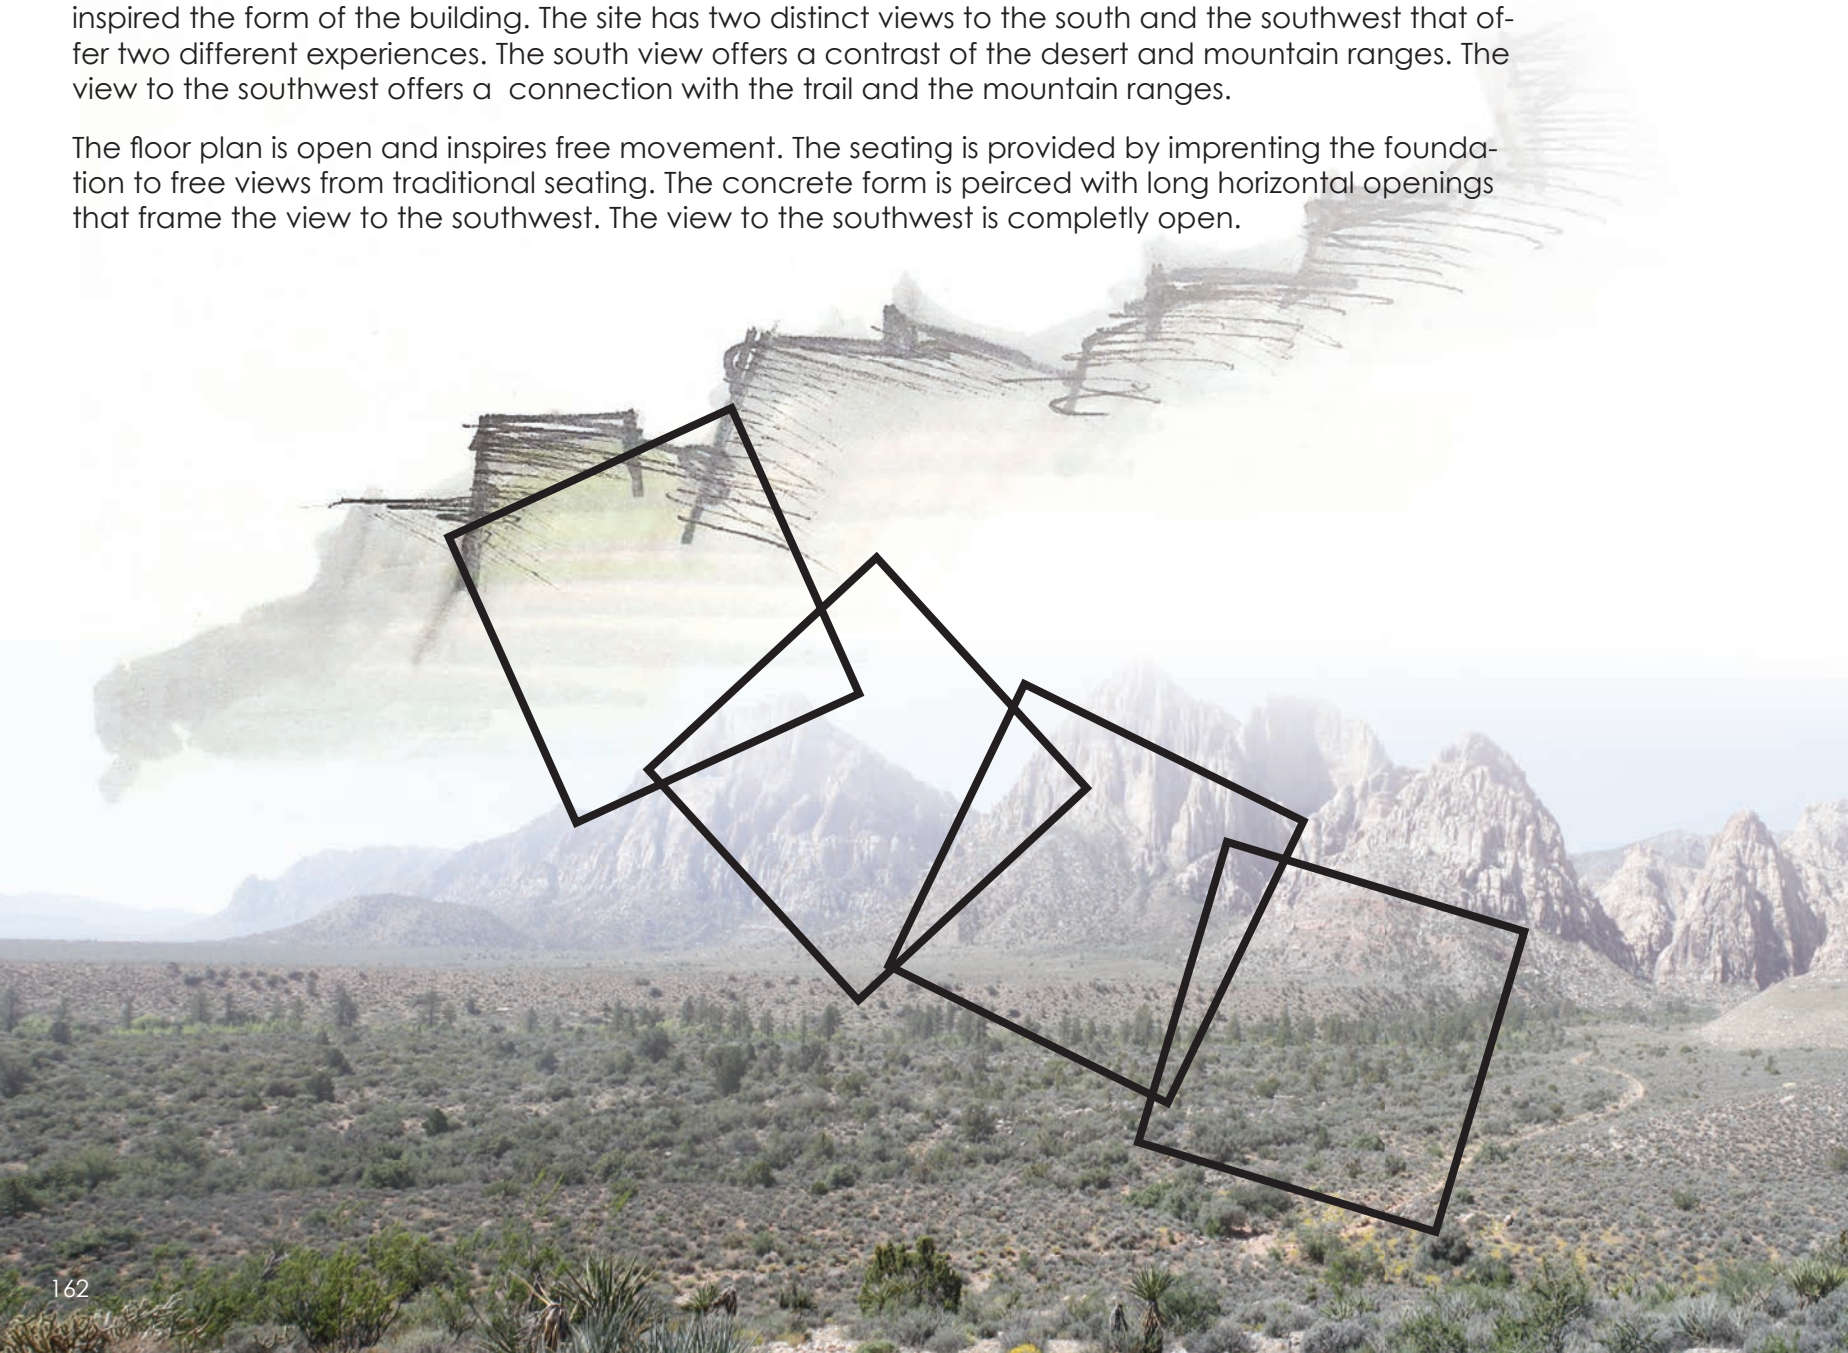 inspired the form of the building. The site has two distinct views to the south and the southwest that of-
fer two different experiences. The south view offers a contrast of the desert and mountain ranges. The
view to the southwest offers a  connection with the trail and the mountain ranges.
The floor plan is open and inspires free movement. The seating is provided by imprenting the founda-
tion to free views from traditional seating. The concrete form is peirced with long horizontal openings
that frame the view to the southwest. The view to the southwest is completly open.
162